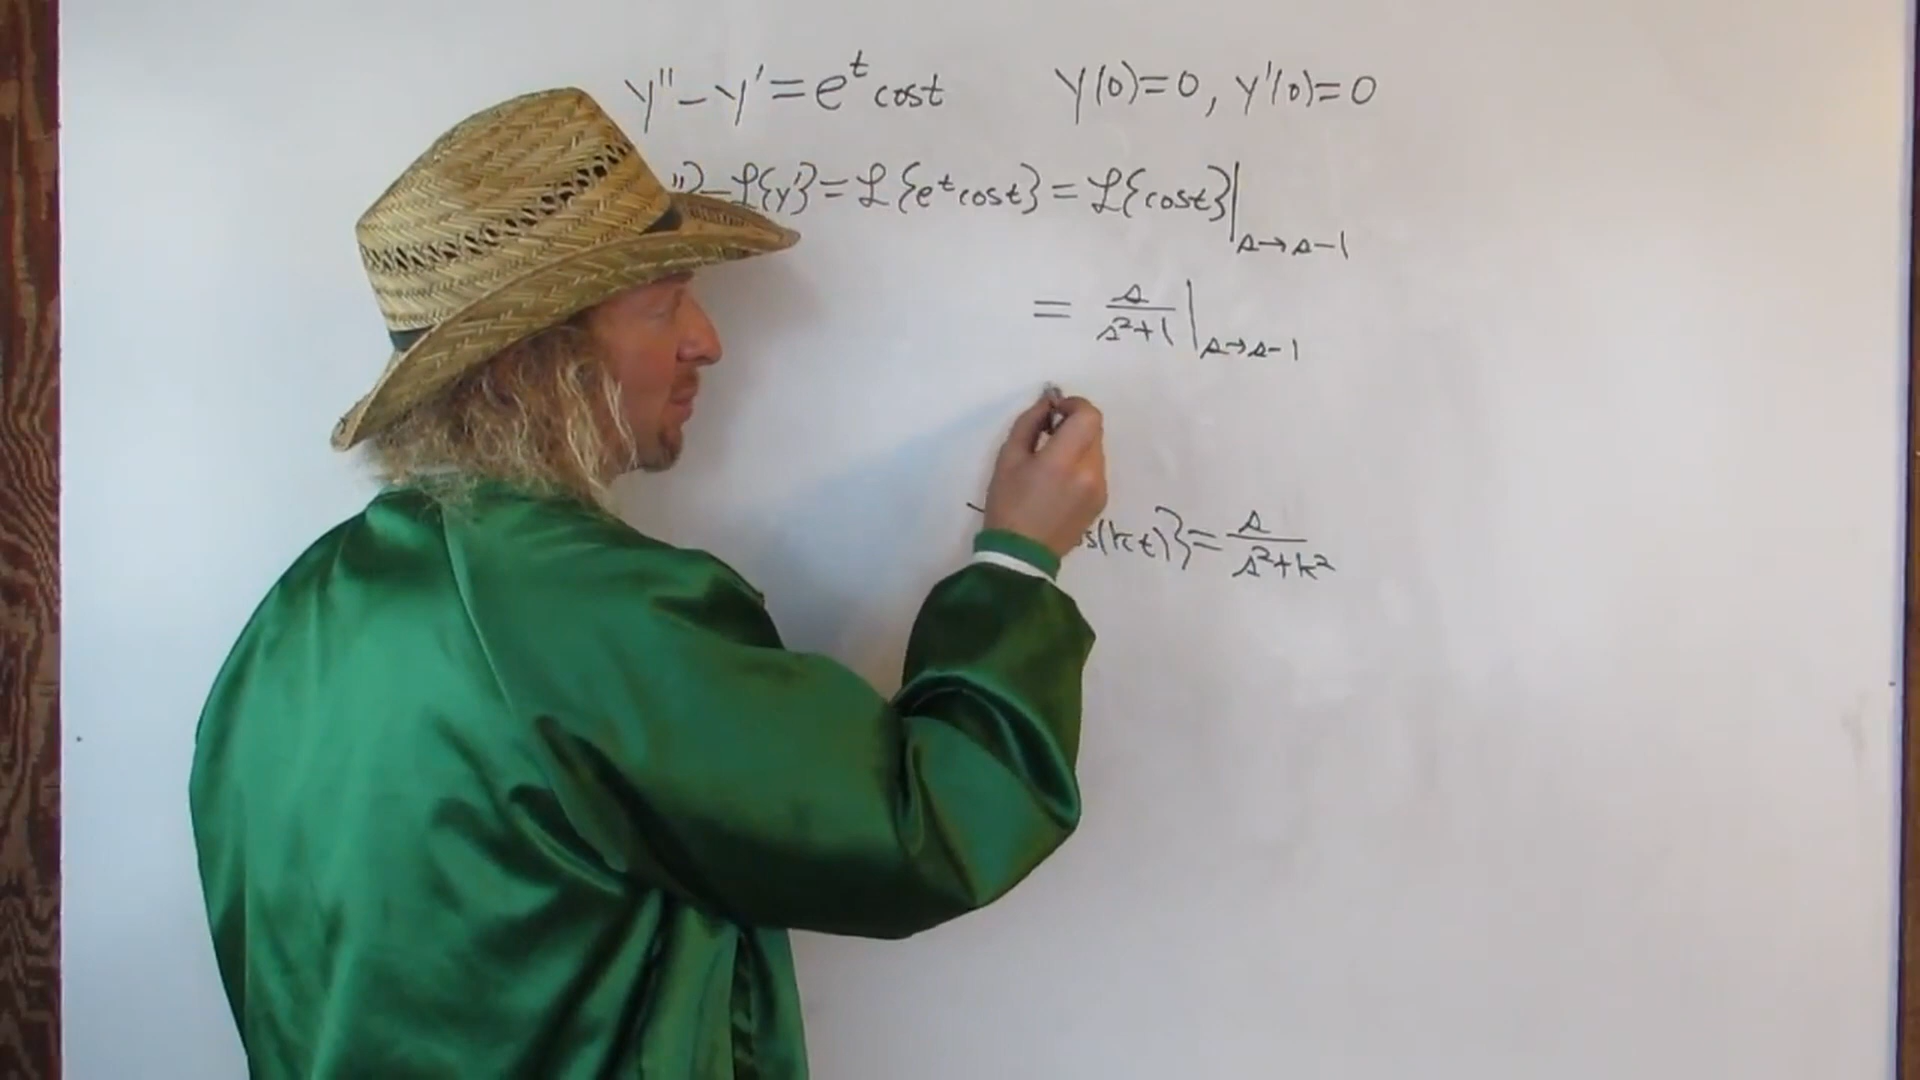 y'' - y' = e^t cost y(0)=0, y'(0)=0
''} - ℒ{y'} = ℒ{e^t cost} = ℒ{cost}|s→s-1
= s/(s²+1)|s→s-1
s(kt)} = s/(s²+k²)